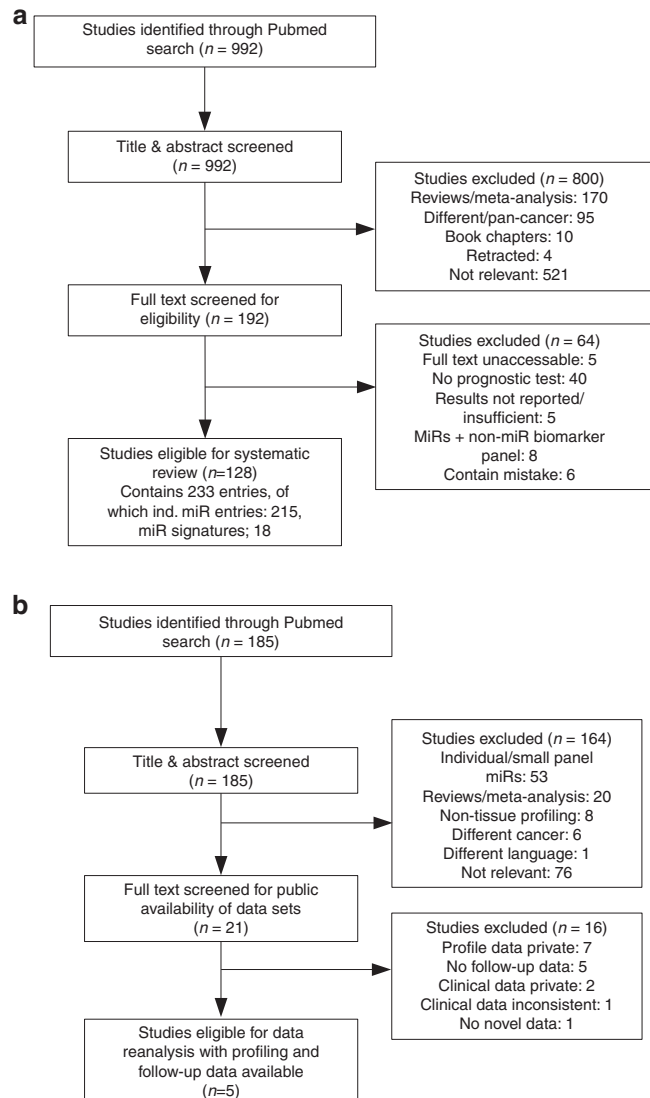 a
Studies identified through Pubmed
search (n = 992)
Title & abstract screened
(n = 992)
Studies excluded (n = 800)
Reviews/meta-analysis: 170
Different/pan-cancer: 95
Book chapters: 10
Retracted: 4
Not relevant: 521
Full text screened for
eligibility (n = 192)
Studies excluded (n = 64)
Full text unaccessable: 5
No prognostic test: 40
Results not reported/
insufficient: 5
MiRs + non-miR biomarker
panel: 8
Contain mistake: 6
Studies eligible for systematic
review (n=128)
Contains 233 entries, of
which ind. miR entries: 215,
miR signatures; 18
b
Studies identified through Pubmed
search (n = 185)
Title & abstract screened
(n = 185)
Studies excluded (n = 164)
Individual/small panel
miRs: 53
Reviews/meta-analysis: 20
Non-tissue profiling: 8
Different cancer: 6
Different language: 1
Not relevant: 76
Full text screened for public
availability of data sets
(n = 21)
Studies excluded (n = 16)
Profile data private: 7
No follow-up data: 5
Clinical data private: 2
Clinical data inconsistent: 1
No novel data: 1
Studies eligible for data
reanalysis with profiling and
follow-up data available
(n=5)